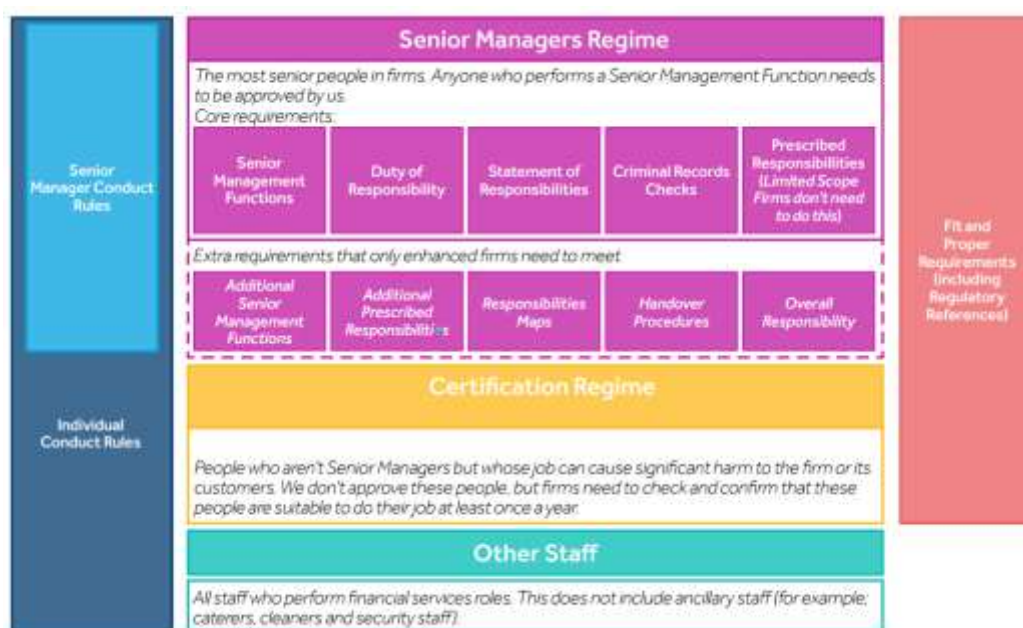 Senior
Manager Conduct
Rules
Individual
Conduct Rules
Senior Managers Regime
The most senior people in firms. Anyone who performs a Senior Management Function needs
to be approved by us.
Core requirements:
Senior
Management
Functions
Duty of
Responsibility
Statement of
Responsibilities
Criminal Records
Checks
Prescribed
Responsibillities
(Limited Scope
Firms don't need
to do this)
Extra requirements that only enhanced firms need to meet
Additional
Senior
Management
Functions
Additional
Prescribed
Responsibilities
Responsibilities
Maps
Handover
Procedures
Overall
Responsibility
Certification Regime
People who aren't Senior Managers but whose job can cause significant harm to the firm or its
customers. We don't approve these people, but firms need to check and confirm that these
people are suitable to do their job at least once a year.
Other Staff
All staff who perform financial services roles. This does not include ancillary staff (for example;
caterers, cleaners and security staff)
Fit and
Proper
Requirements
(including
Regulatory
References)